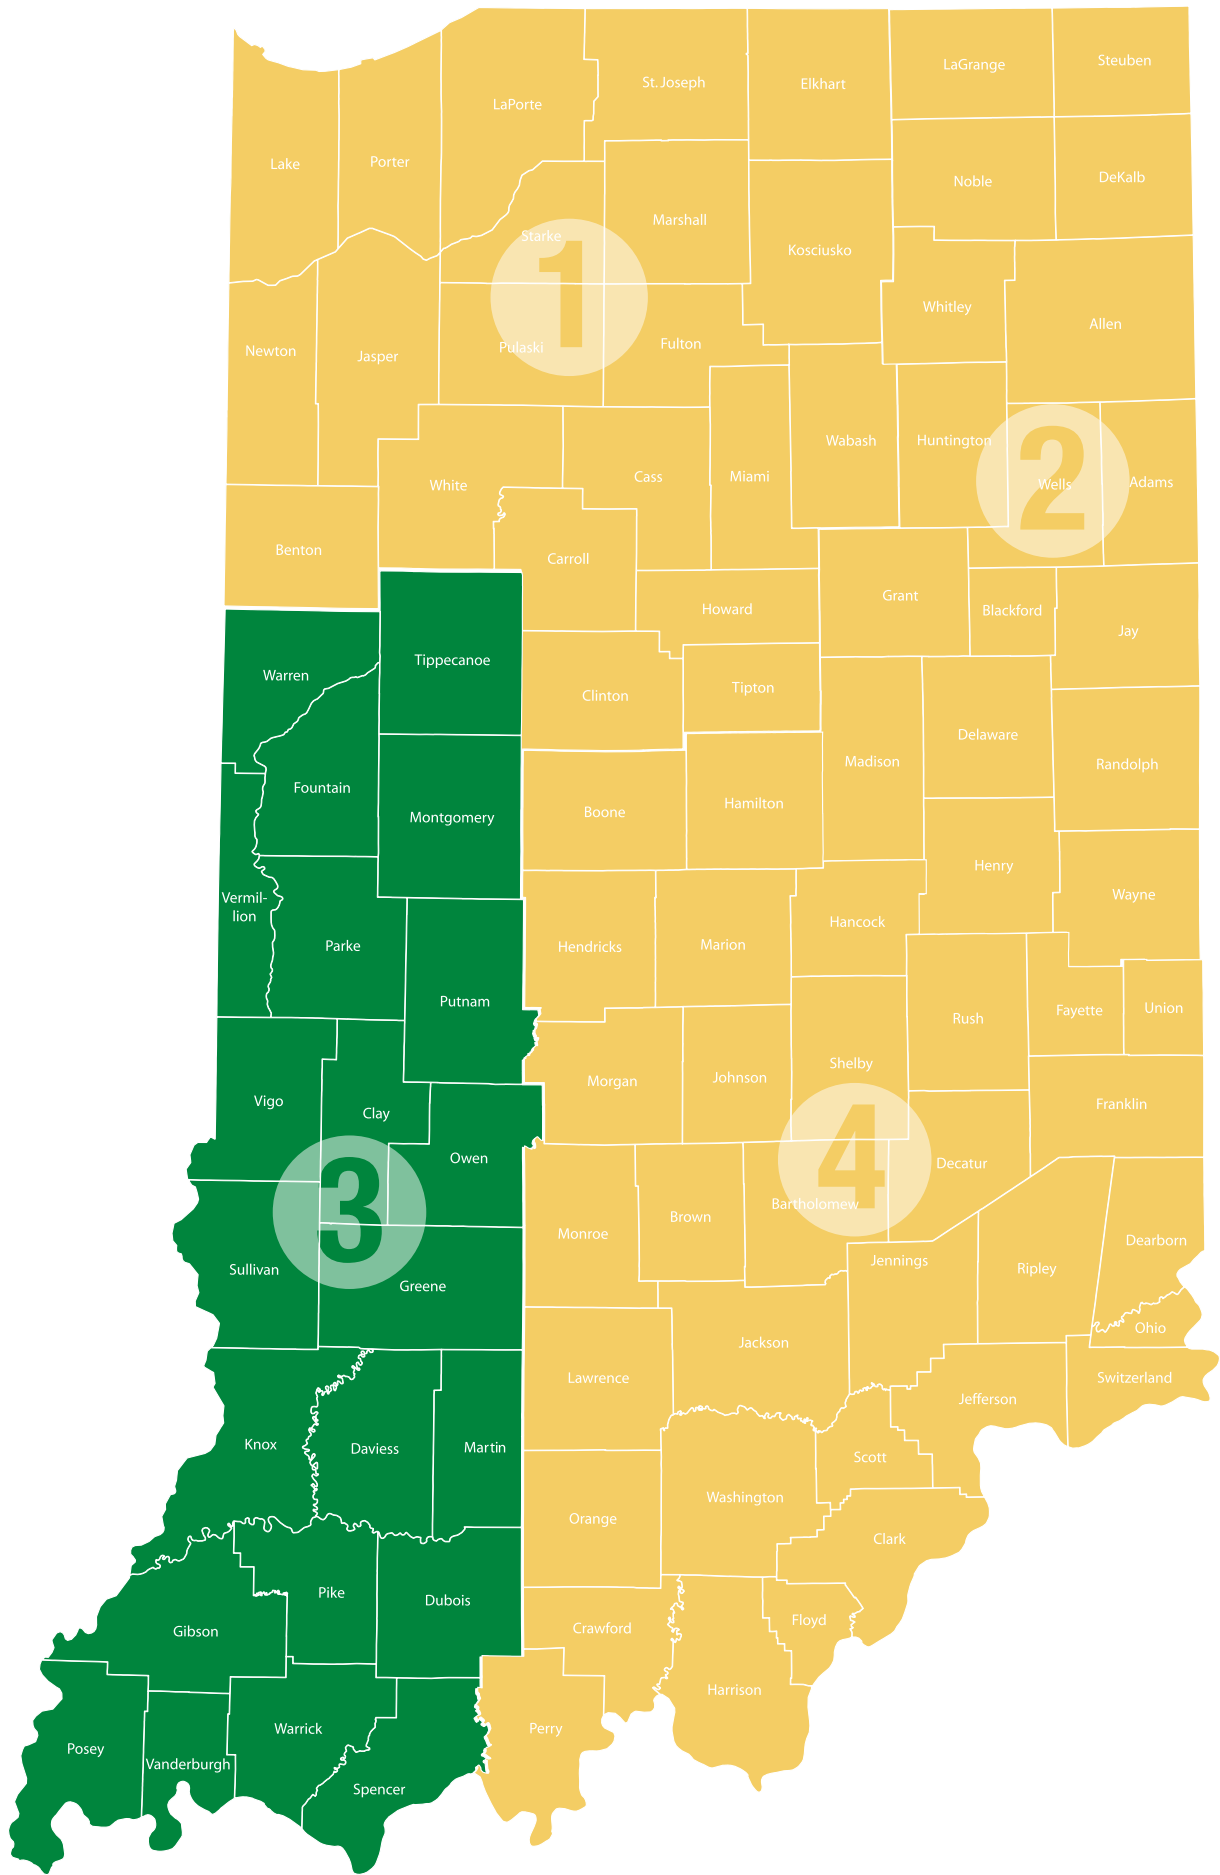 Steuben
LaGrange
St. Joseph
Elkhart
LaPorte
Lake
Porter
DeKalb
Noble
Marshall
Starke
Kosciusko
1
Whitley
Allen
Newton
Jasper
Pulaski
Fulton
Wabash
Huntington
2
White
Cass
Miami
Wells
Adams
Benton
Carroll
Grant
Howard
Blackford
Jay
Tippecanoe
Warren
Clinton
Tipton
Delaware
Madison
Randolph
Fountain
Montgomery
Boone
Hamilton
Henry
Wayne
Vermil-
lion
Hancock
Parke
Hendricks
Marion
Putnam
Rush
Fayette
Union
Shelby
Morgan
Johnson
Vigo
Clay
Franklin
Owen
4
Decatur
3
Monroe
Brown
Bartholomew
Dearborn
Sullivan
Greene
Jennings
Ripley
Ohio
Jackson
Lawrence
Switzerland
Jefferson
Knox
Daviess
Martin
Scott
Washington
Orange
Clark
Pike
Dubois
Gibson
Crawford
Floyd
Harrison
Warrick
Perry
Posey
Vanderburgh
Spencer